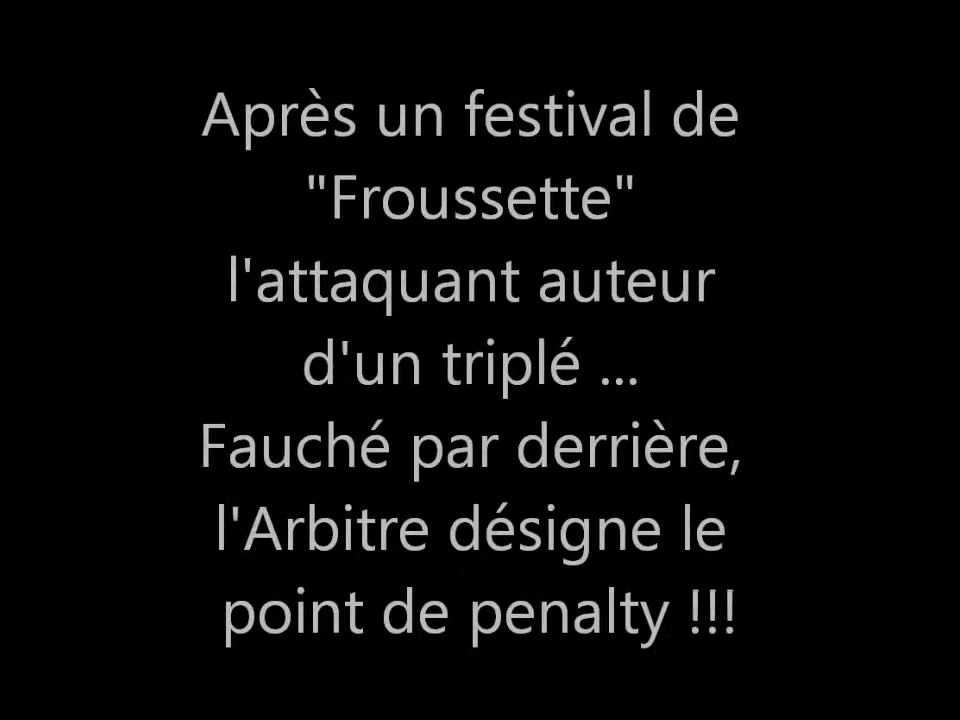 Après un festival de
"Froussette"
l'attaquant auteur
d'un triplé ...
Fauché par derrière,
l'Arbitre désigne le
point de penalty !!!